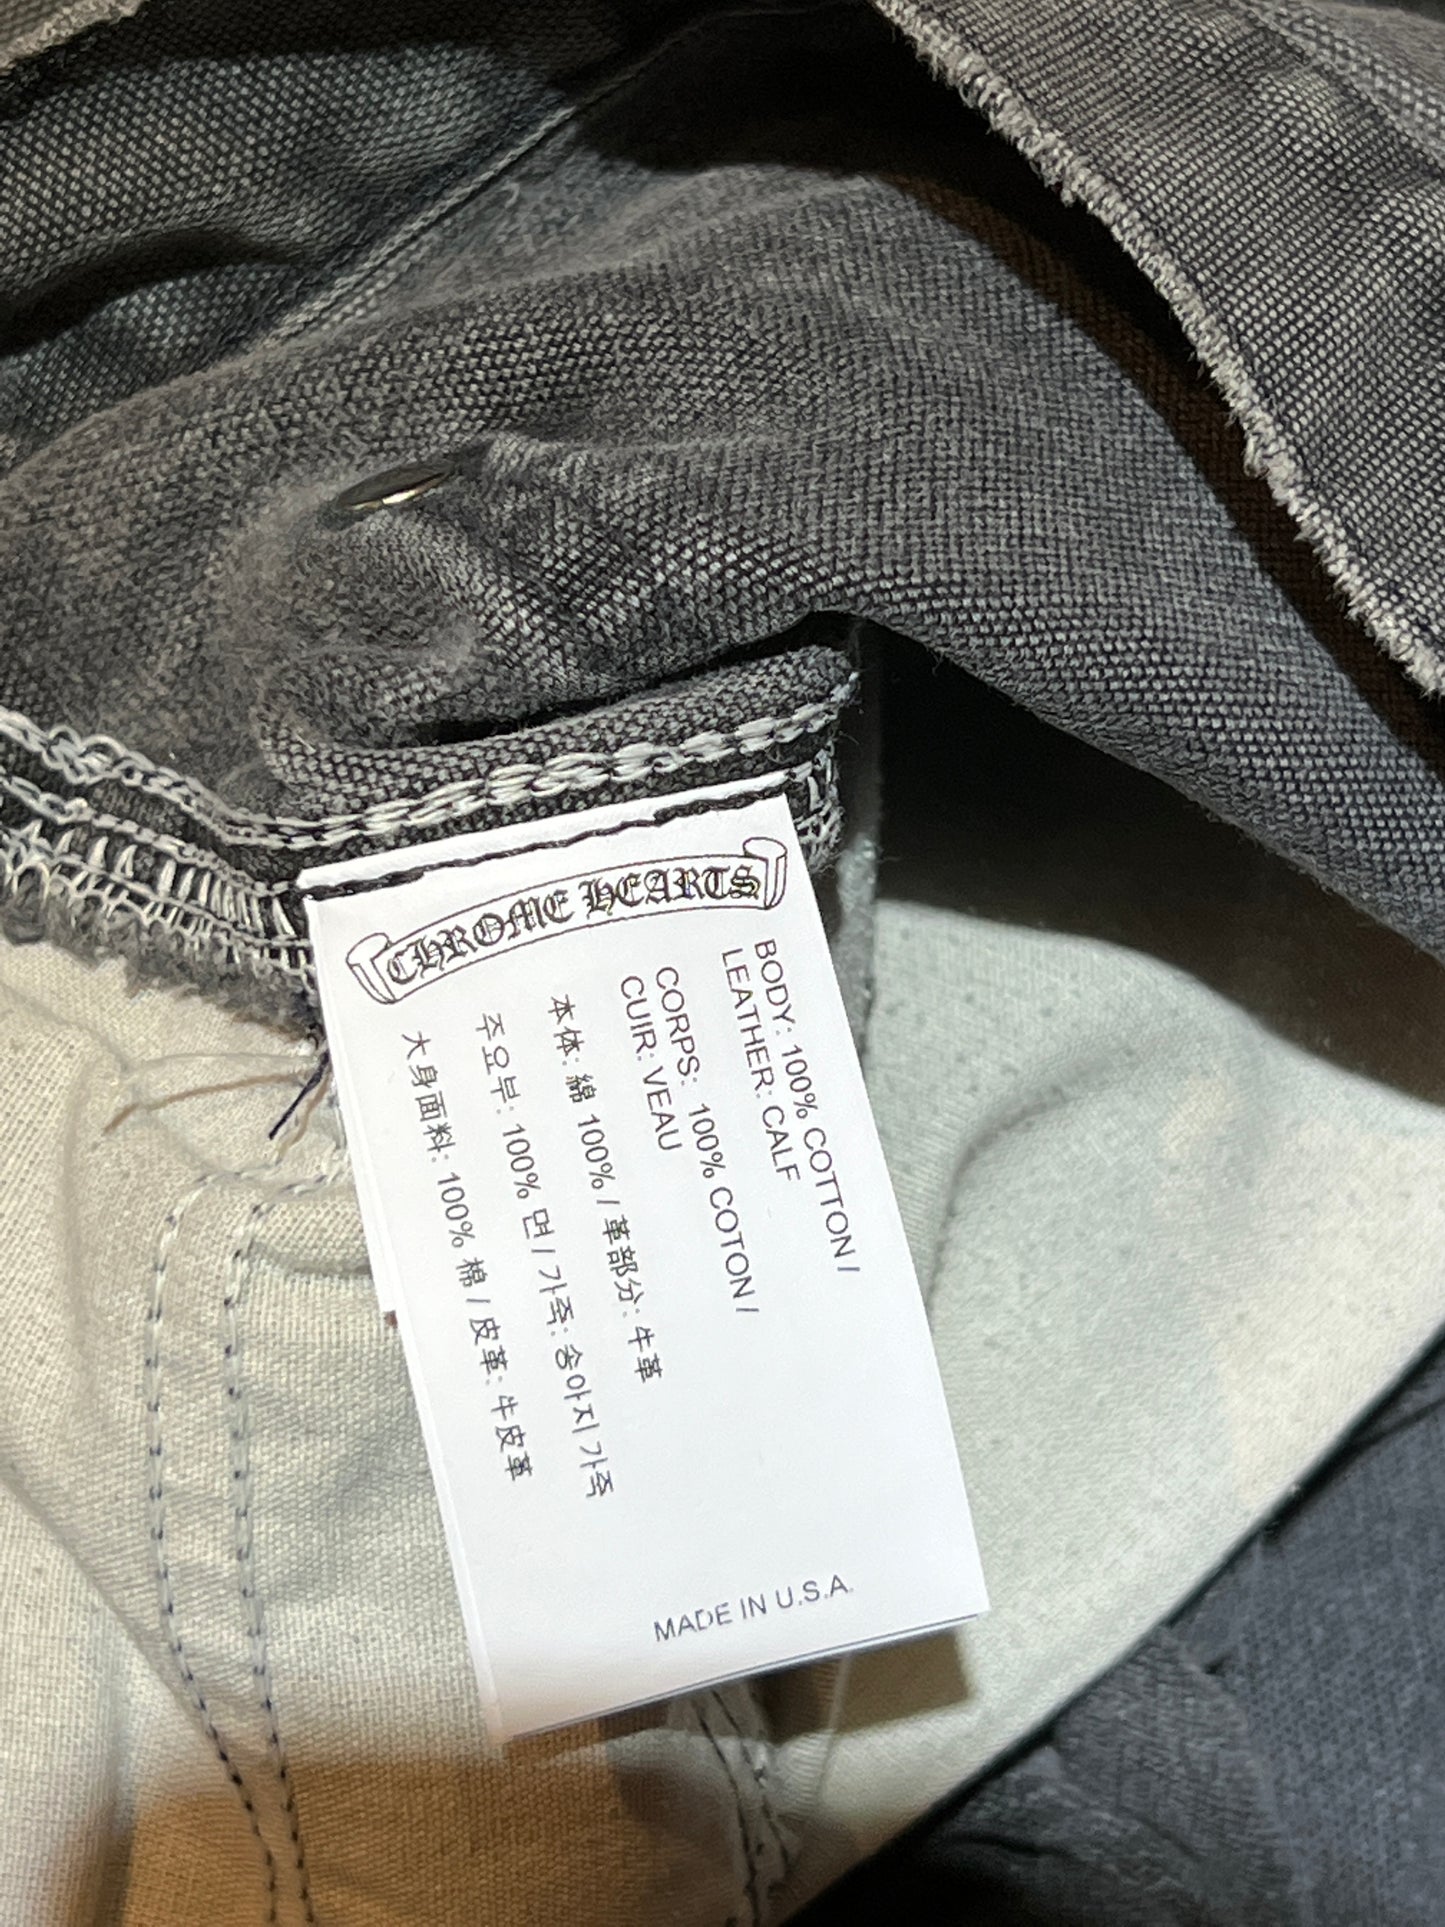 CHROME HEARTS
BODY: 100% COTTON /
LEATHER: CALF
CORPS: 100% COTON /
CUIR: VEAU
本体: 綿 100% / 革部分: 牛革
주요부: 100% 면 / 가죽: 송아지 가죽
大身面料: 100% 棉 / 皮革: 牛皮革
MADE IN U.S.A.